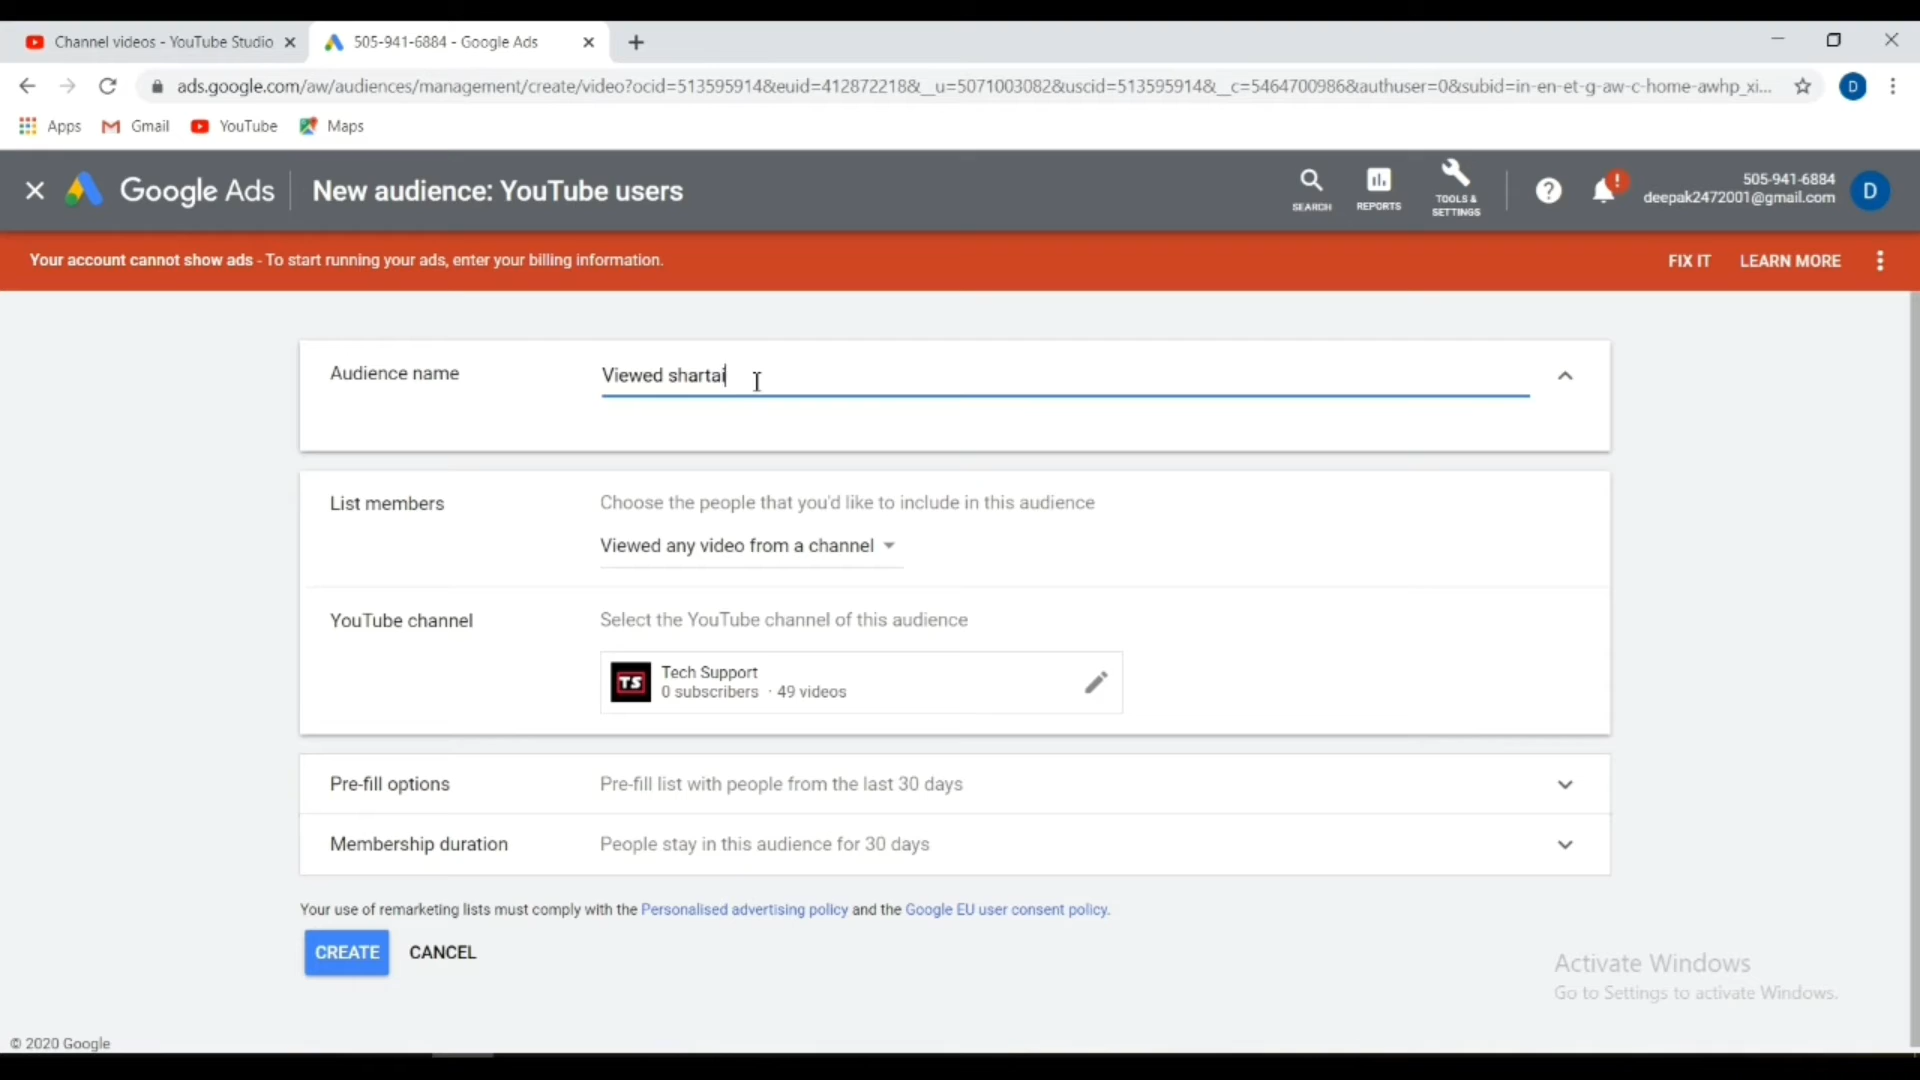 Channel videos - YouTube Studio
505-941-6884 - Google Ads
ads.google.com/aw/audiences/management/create/video?ocid=513595914&euid=412872218&__u=5071003082&uscid=513595914&__c=5464700986&authuser=0&subid=in-en-et-g-aw-c-home-awhp_xi...
D
Apps
Gmail
YouTube
Maps
Google Ads
New audience: YouTube users
SEARCH
REPORTS
TOOLS &
SETTINGS
505-941-6884
deepak2472001@gmail.com
D
Your account cannot show ads - To start running your ads, enter your billing information.
FIX IT
LEARN MORE
Audience name
Viewed shartai
List members
Choose the people that you'd like to include in this audience
Viewed any video from a channel
YouTube channel
Select the YouTube channel of this audience
TS
Tech Support
0 subscribers · 49 videos
Pre-fill options
Pre-fill list with people from the last 30 days
Membership duration
People stay in this audience for 30 days
Your use of remarketing lists must comply with the Personalised advertising policy and the Google EU user consent policy.
CREATE
CANCEL
Activate Windows
Go to Settings to activate Windows.
© 2020 Google